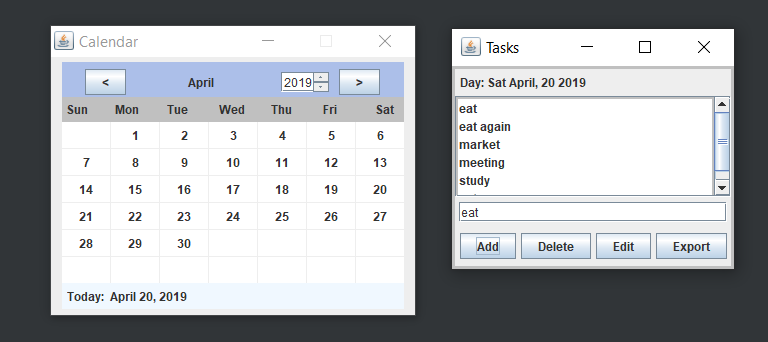 Calendar
< April 2019 >
Sun Mon Tue Wed Thu Fri Sat
1 2 3 4 5 6
7 8 9 10 11 12 13
14 15 16 17 18 19 20
21 22 23 24 25 26 27
28 29 30
Today: April 20, 2019
Tasks
Day: Sat April, 20 2019
eat
eat again
market
meeting
study
eat
Add Delete Edit Export